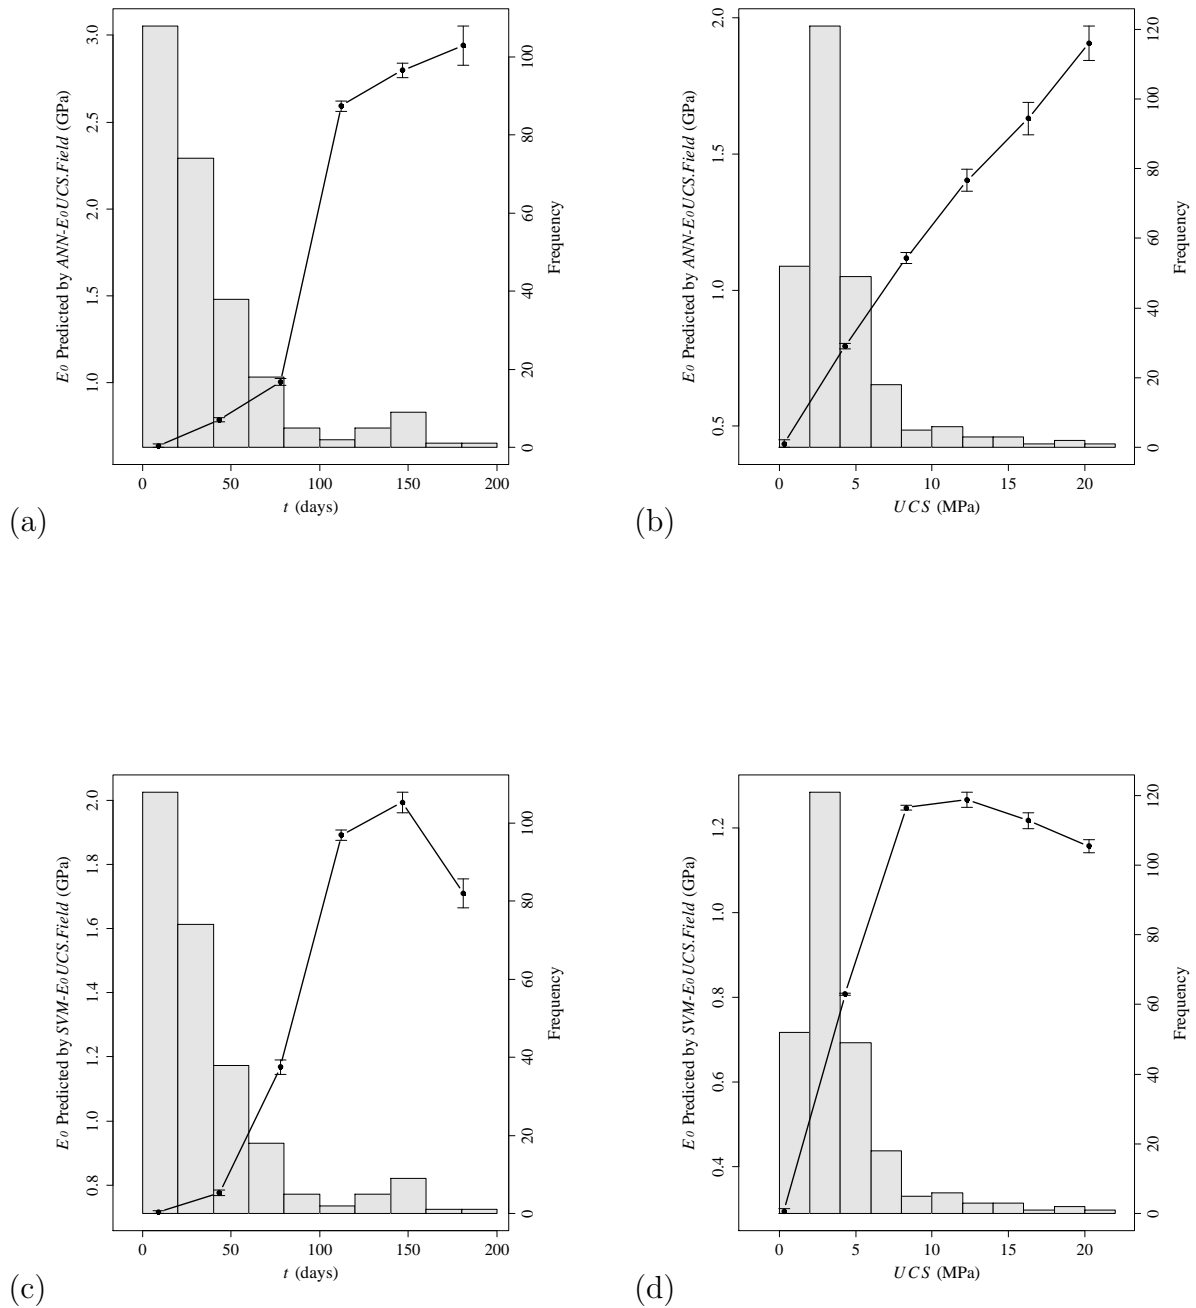 E0 Predicted by ANN-E0UCS.Field (GPa)
1.0 1.5 2.0 2.5 3.0
0 50 100 150 200
t (days)
0 20 40 60 80 100
Frequency
(a)
E0 Predicted by ANN-E0UCS.Field (GPa)
0.5 1.0 1.5 2.0
0 5 10 15 20
UCS (MPa)
0 20 40 60 80 100 120
Frequency
(b)
E0 Predicted by SVM-E0UCS.Field (GPa)
0.8 1.0 1.2 1.4 1.6 1.8 2.0
0 50 100 150 200
t (days)
0 20 40 60 80 100
Frequency
(c)
E0 Predicted by SVM-E0UCS.Field (GPa)
0.4 0.6 0.8 1.0 1.2
0 5 10 15 20
UCS (MPa)
0 20 40 60 80 100 120
Frequency
(d)